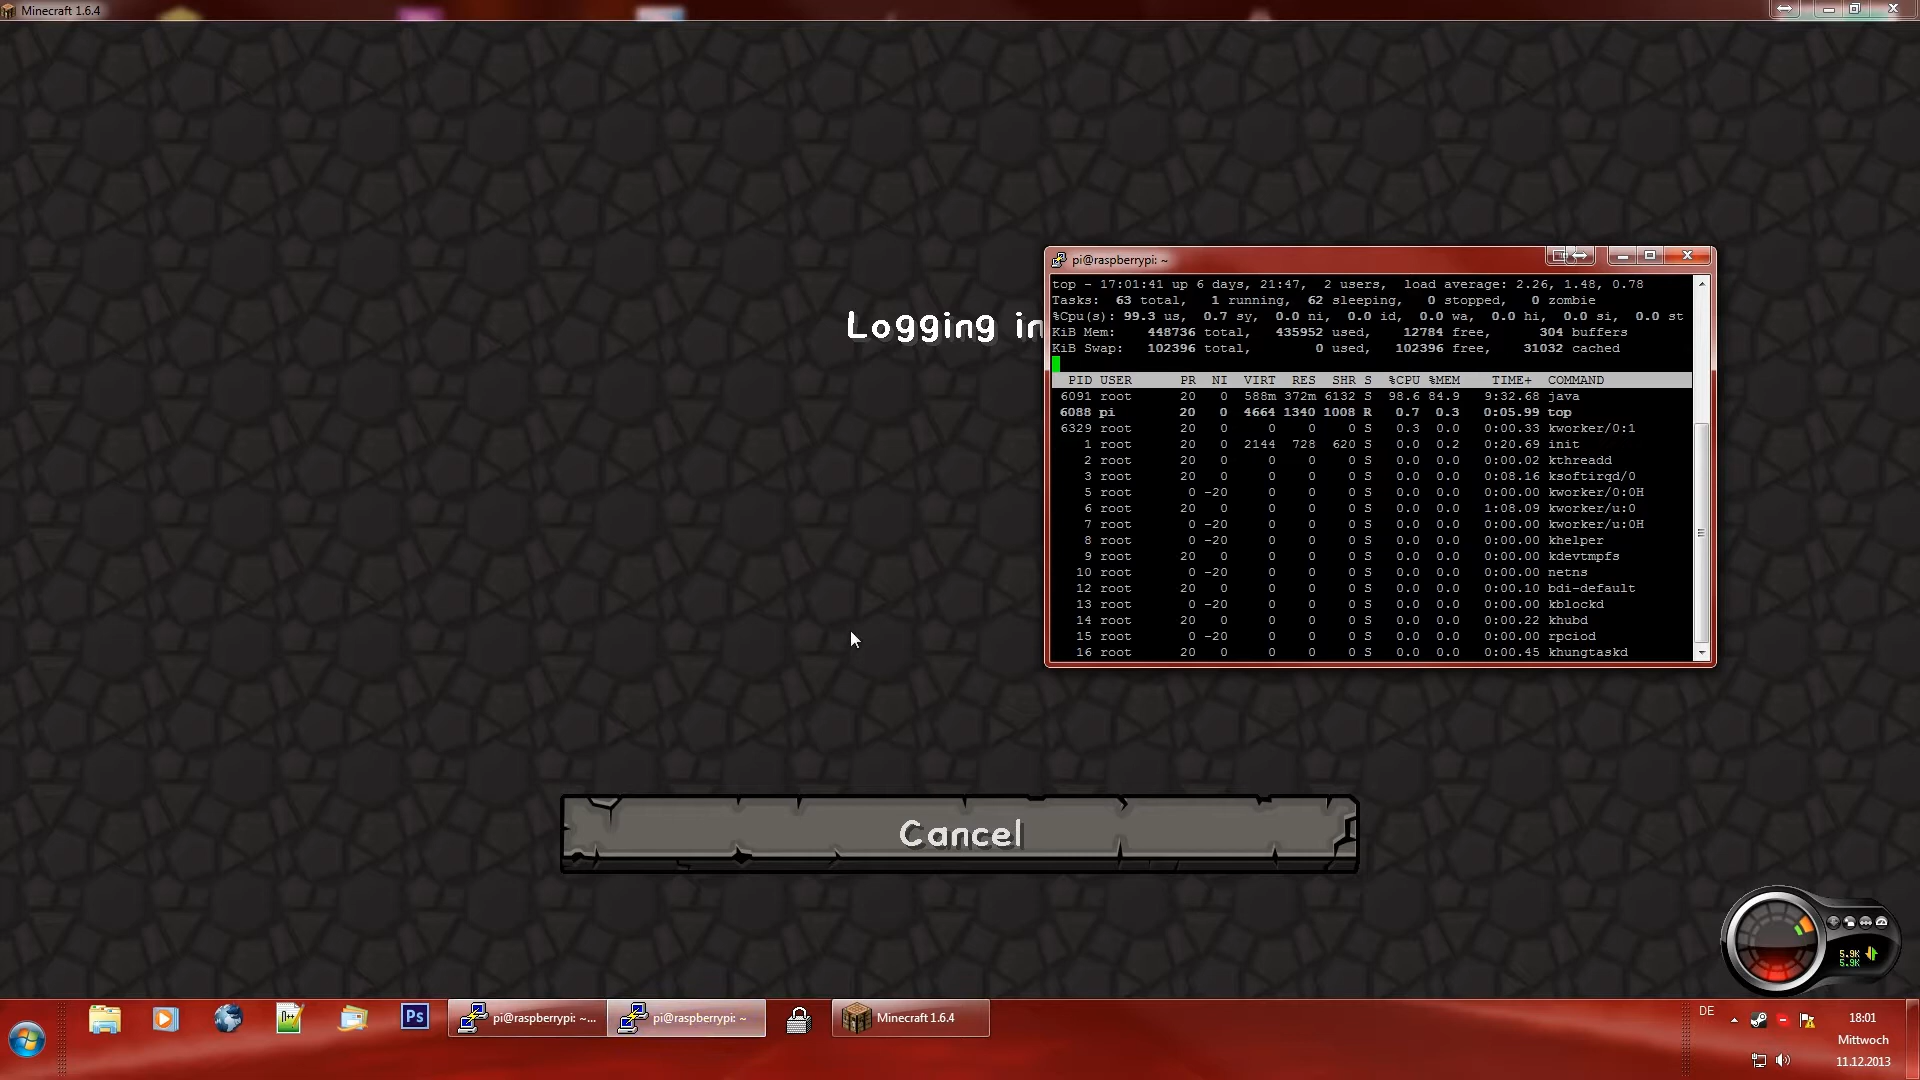 Minecraft 1.6.4
Logging in
pi@raspberrypi: ~
top - 17:01:41 up 6 days, 21:47,  2 users,  load average: 2.26, 1.48, 0.78
Tasks:  63 total,   1 running,  62 sleeping,   0 stopped,   0 zombie
%Cpu(s): 99.3 us,  0.7 sy,  0.0 ni,  0.0 id,  0.0 wa,  0.0 hi,  0.0 si,  0.0 st
KiB Mem:    448736 total,   435952 used,    12784 free,      304 buffers
KiB Swap:   102396 total,        0 used,   102396 free,    31032 cached
PID USER      PR  NI  VIRT  RES  SHR S  %CPU %MEM    TIME+  COMMAND
6091 root      20   0  588m 372m 6132 S  98.6 84.9   9:32.68 java
6088 pi        20   0  4664 1340 1008 R   0.7  0.3   0:05.99 top
6329 root      20   0     0    0    0 S   0.3  0.0   0:00.33 kworker/0:1
1 root      20   0  2144  728  620 S   0.0  0.2   0:20.69 init
2 root      20   0     0    0    0 S   0.0  0.0   0:00.02 kthreadd
3 root      20   0     0    0    0 S   0.0  0.0   0:08.16 ksoftirqd/0
5 root       0 -20     0    0    0 S   0.0  0.0   0:00.00 kworker/0:0H
6 root      20   0     0    0    0 S   0.0  0.0   1:08.09 kworker/u:0
7 root       0 -20     0    0    0 S   0.0  0.0   0:00.00 kworker/u:0H
8 root       0 -20     0    0    0 S   0.0  0.0   0:00.00 khelper
9 root      20   0     0    0    0 S   0.0  0.0   0:00.00 kdevtmpfs
10 root       0 -20     0    0    0 S   0.0  0.0   0:00.00 netns
12 root      20   0     0    0    0 S   0.0  0.0   0:00.10 bdi-default
13 root       0 -20     0    0    0 S   0.0  0.0   0:00.00 kblockd
14 root      20   0     0    0    0 S   0.0  0.0   0:00.22 khubd
15 root       0 -20     0    0    0 S   0.0  0.0   0:00.00 rpciod
16 root      20   0     0    0    0 S   0.0  0.0   0:00.45 khungtaskd
Cancel
5.9K
5.9K
Ps
pi@raspberrypi: ~...
pi@raspberrypi: ~
Minecraft 1.6.4
DE
18:01
Mittwoch
11.12.2013